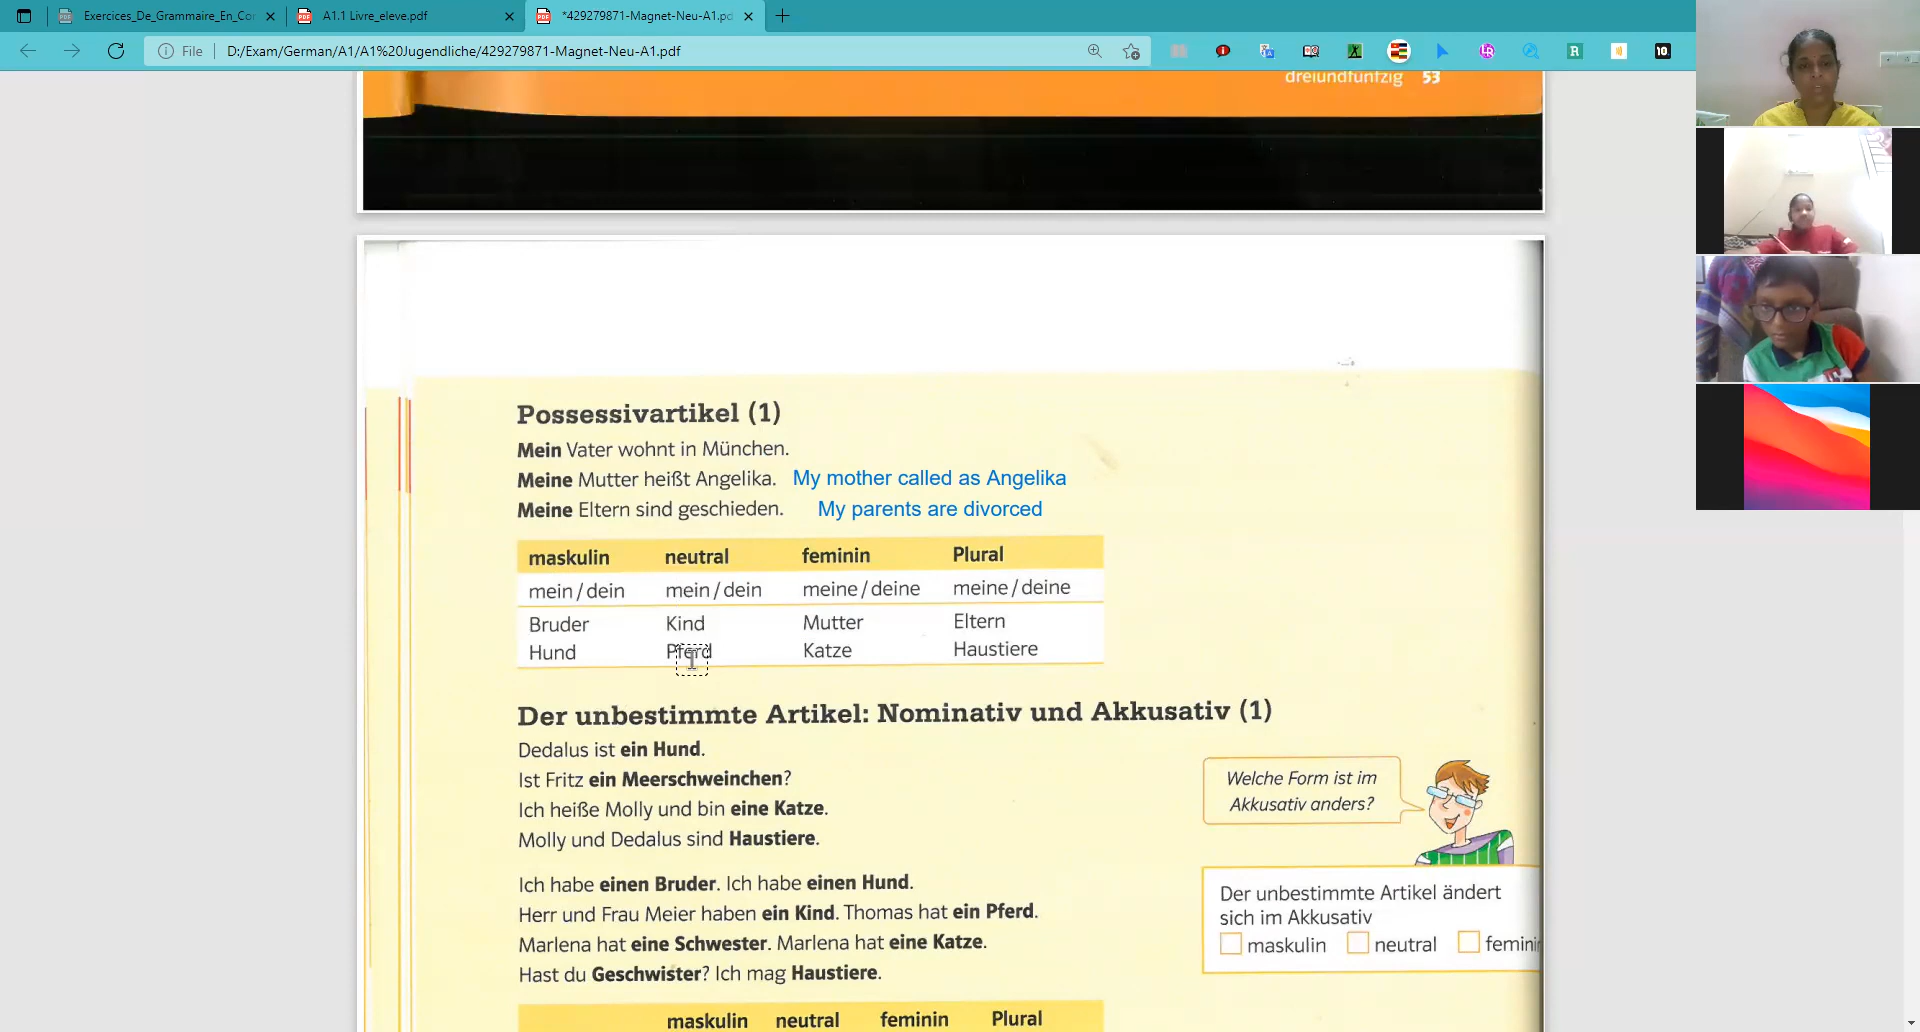 Exercices_De_Grammaire_En_Cor
A1.1 Livre_eleve.pdf
*429279871-Magnet-Neu-A1.pd
File
D:/Exam/German/A1/A1%20Jugendliche/429279871-Magnet-Neu-A1.pdf
dreiundfünfzig 53
Possessivartikel (1)
Mein Vater wohnt in München.
Meine Mutter heißt Angelika. My mother called as Angelika
Meine Eltern sind geschieden. My parents are divorced
maskulin neutral feminin Plural
mein / dein mein / dein meine / deine meine / deine
Bruder Kind Mutter Eltern
Hund Pferd Katze Haustiere
Der unbestimmte Artikel: Nominativ und Akkusativ (1)
Dedalus ist ein Hund.
Ist Fritz ein Meerschweinchen?
Ich heiße Molly und bin eine Katze.
Molly und Dedalus sind Haustiere.
Welche Form ist im
Akkusativ anders?
Ich habe einen Bruder. Ich habe einen Hund.
Herr und Frau Meier haben ein Kind. Thomas hat ein Pferd.
Marlena hat eine Schwester. Marlena hat eine Katze.
Hast du Geschwister? Ich mag Haustiere.
Der unbestimmte Artikel ändert
sich im Akkusativ
maskulin neutral feminin
maskulin neutral feminin Plural